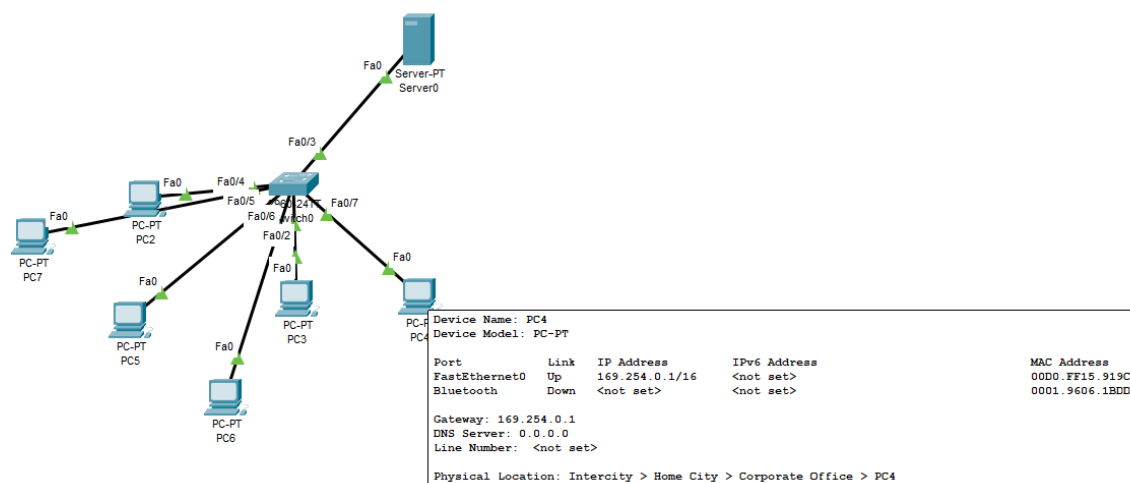 Fa0
Server-PT
Server0
Fa0/3
Fa0
Fa0/4
Fa0/5
Fa0/7
Fa0
PC-PT
PC2
Fa0/6
Fa0/2
PC-PT
PC7
Fa0
Fa0
PC-PT
PC3
PC-PT
PC5
Fa0
PC-PT
PC6
PC4
Device Name: PC4
Device Model: PC-PT
Port Link IP Address IPv6 Address MAC Address
FastEthernet0 Up 169.254.0.1/16 <not set> 00D0.FF15.919C
Bluetooth Down <not set> <not set> 0001.9606.1BDD
Gateway: 169.254.0.1
DNS Server: 0.0.0.0
Line Number: <not set>
Physical Location: Intercity > Home City > Corporate Office > PC4